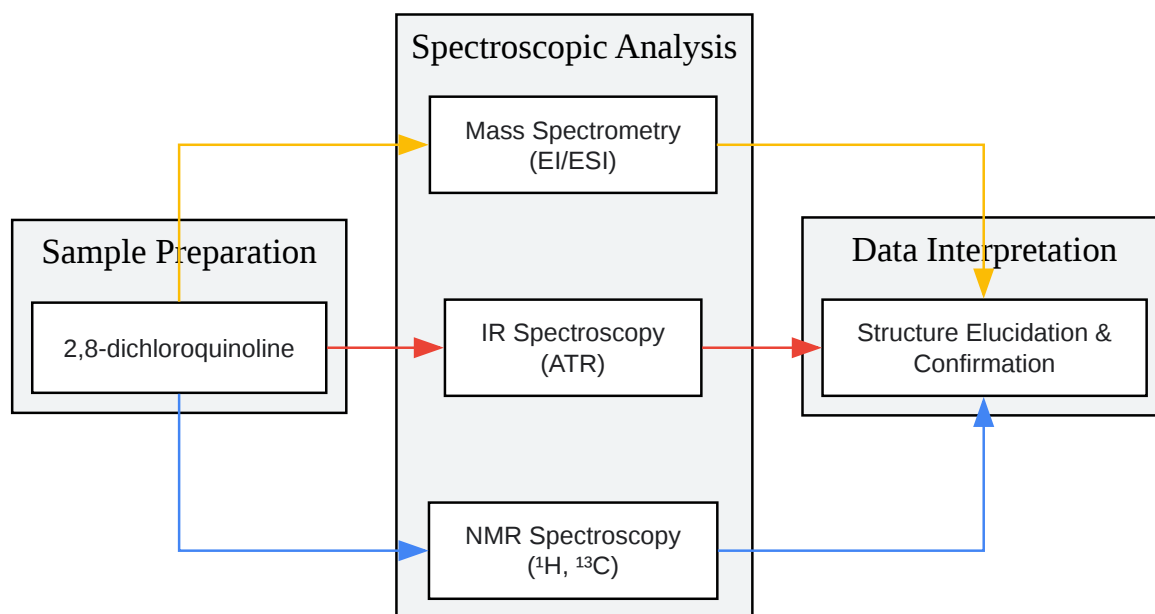 Spectroscopic Analysis
Mass Spectrometry
(EI/ESI)
Sample Preparation
2,8-dichloroquinoline
IR Spectroscopy
(ATR)
Data Interpretation
Structure Elucidation &
Confirmation
NMR Spectroscopy
(¹H, ¹³C)